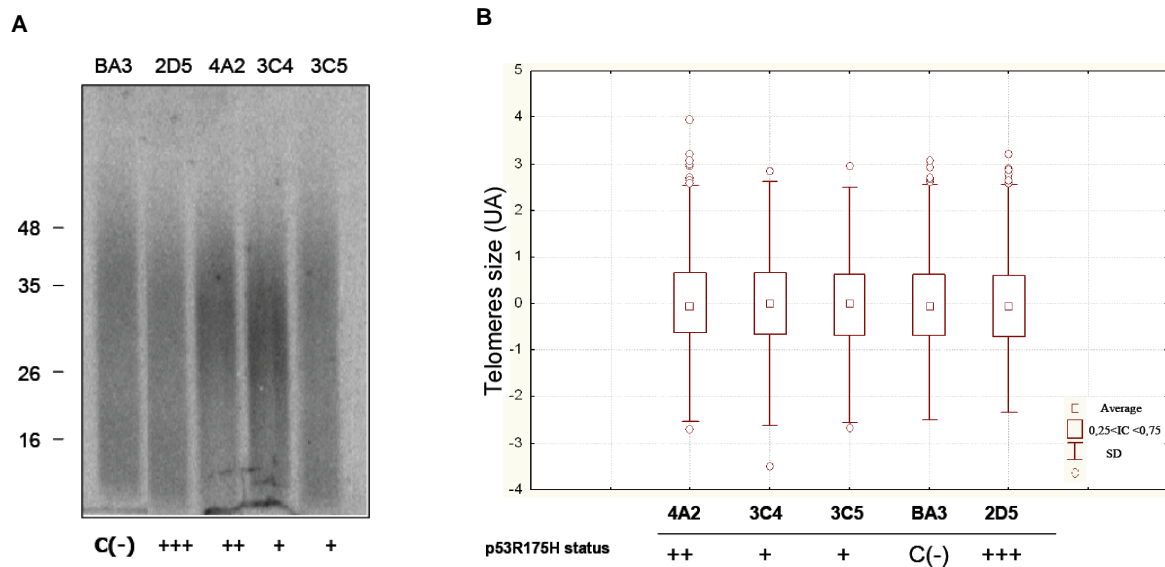 A
BA3 2D5 4A2 3C4 3C5
48
35
26
16
C(-) +++ ++ + +
B
Telomeres size (UA)
5
4
3
2
1
0
-1
-2
-3
-4
Average
0,25<IC <0,75
SD
4A2 3C4 3C5 BA3 2D5
p53R175H status ++ + + C(-) +++